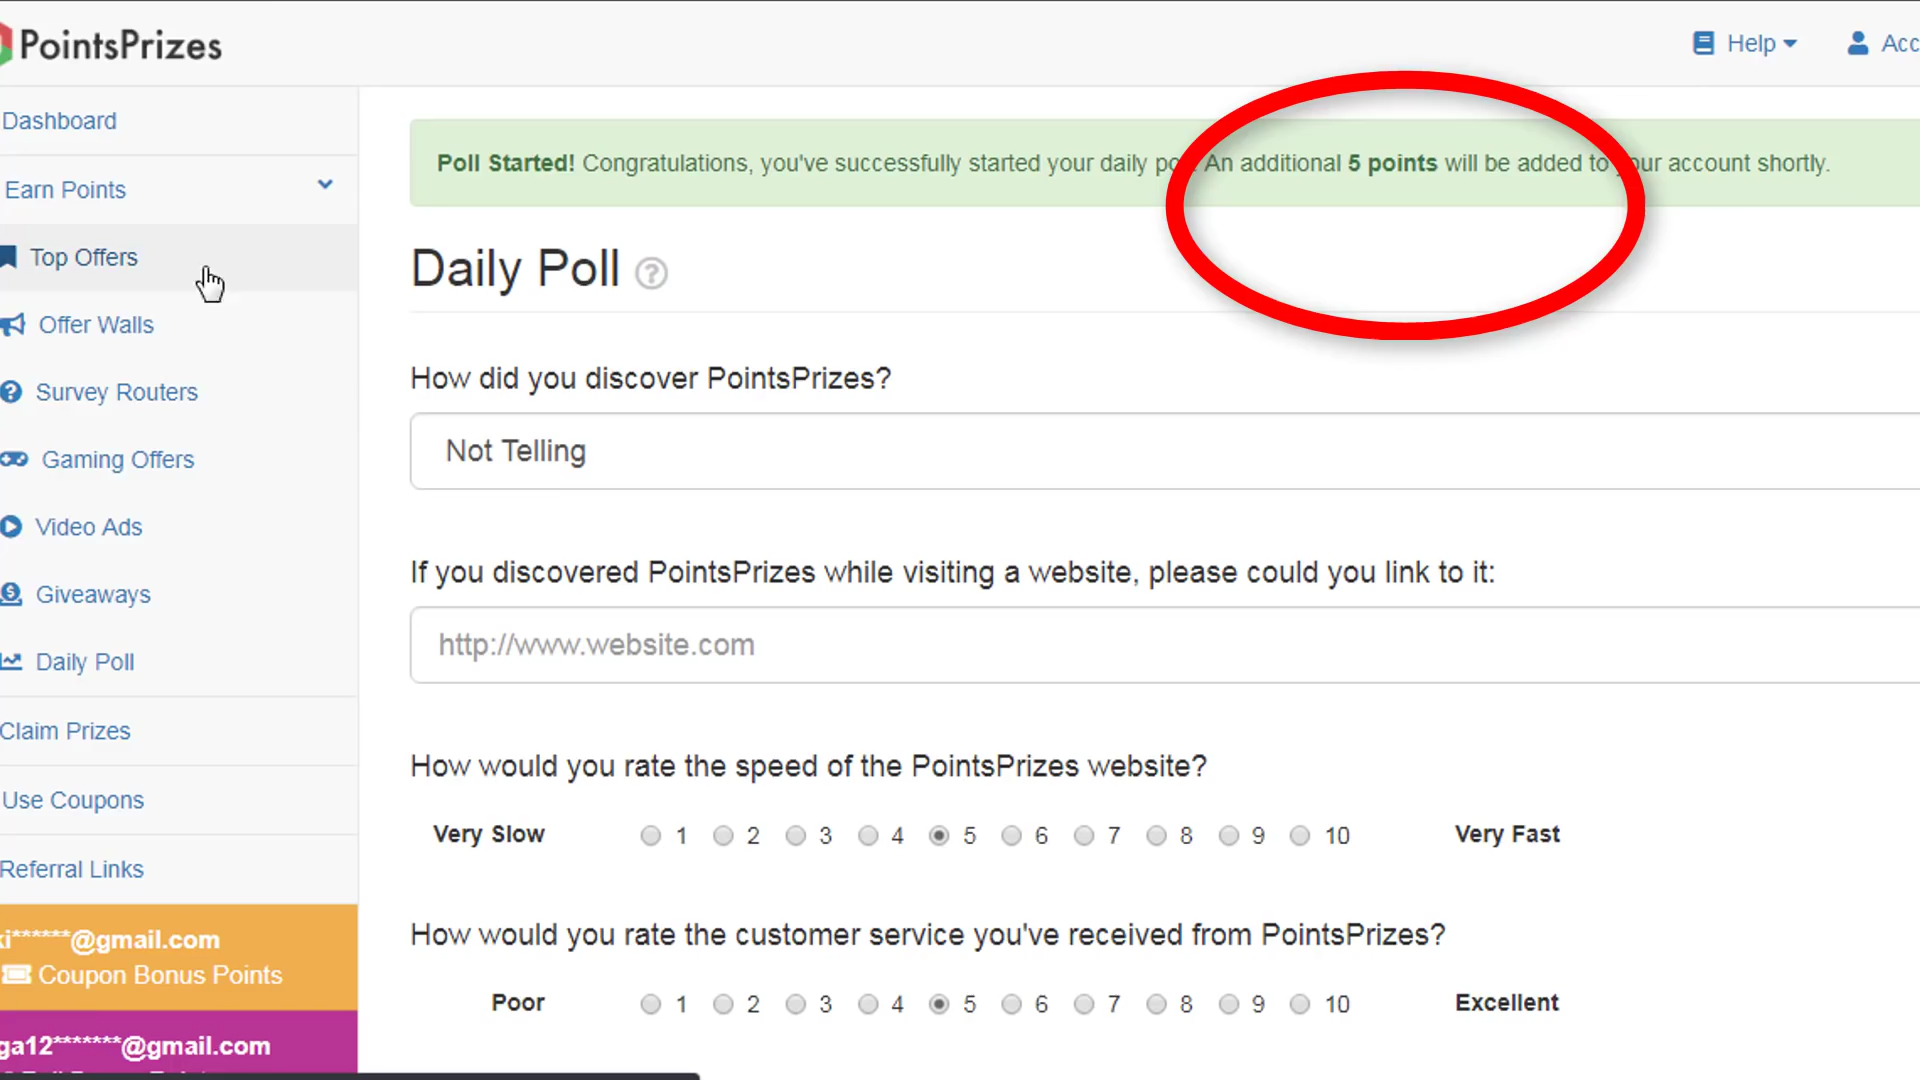 PointsPrizes
Help
Acc
Dashboard
Earn Points
Top Offers
Offer Walls
Survey Routers
Gaming Offers
Video Ads
Giveaways
Daily Poll
Claim Prizes
Use Coupons
Referral Links
ki******@gmail.com
Coupon Bonus Points
ga12*******@gmail.com
Poll Started! Congratulations, you've successfully started your daily po An additional 5 points will be added to your account shortly.
Daily Poll ?
How did you discover PointsPrizes?
Not Telling
If you discovered PointsPrizes while visiting a website, please could you link to it:
http://www.website.com
How would you rate the speed of the PointsPrizes website?
Very Slow 1 2 3 4 5 6 7 8 9 10 Very Fast
How would you rate the customer service you've received from PointsPrizes?
Poor 1 2 3 4 5 6 7 8 9 10 Excellent